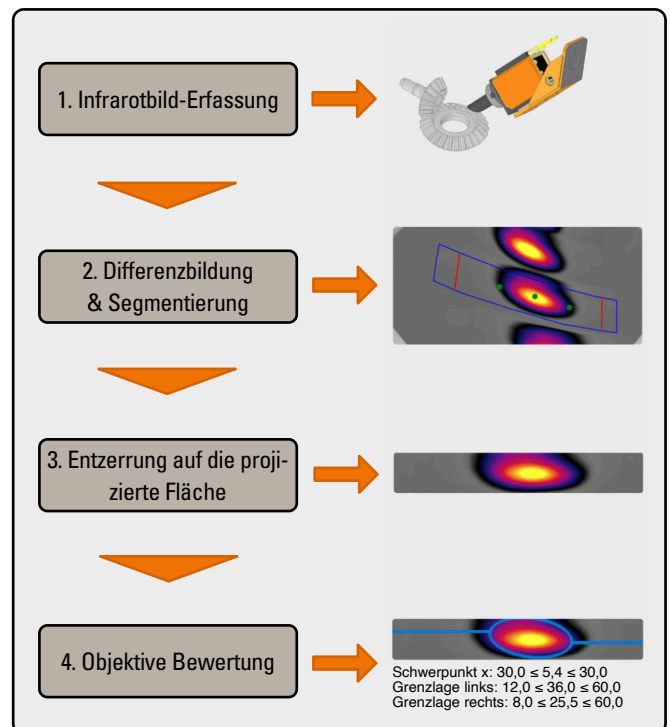 1. Infrarotbild-Erfassung
2. Differenzbildung
& Segmentierung
3. Entzerrung auf die proji-
zierte Fläche
4. Objektive Bewertung
Schwerpunkt x: 30,0 ≤ 5,4 ≤ 30,0
Grenzlage links: 12,0 ≤ 36,0 ≤ 60,0
Grenzlage rechts: 8,0 ≤ 25,5 ≤ 60,0